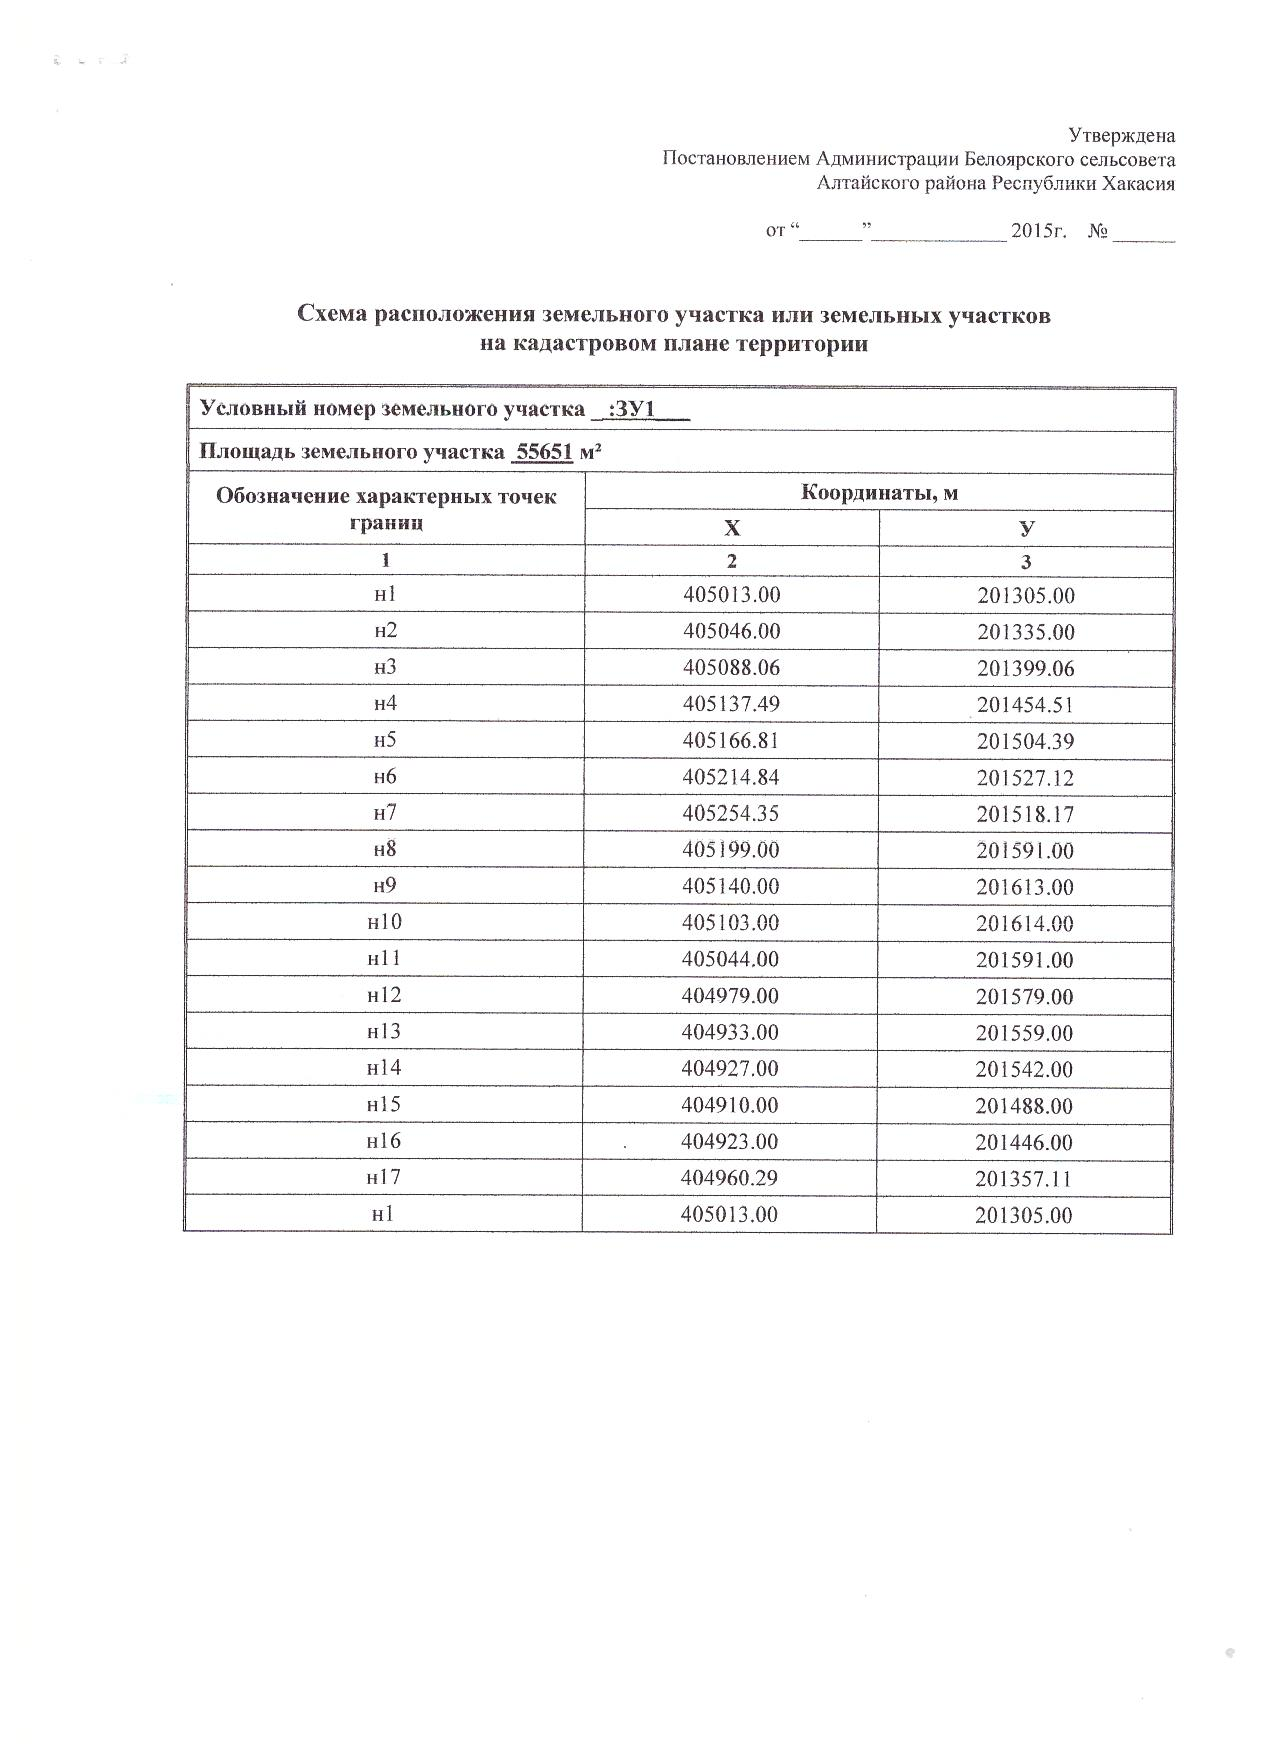 Утверждена
Постановлением Администрации Белоярского сельсовета
Алтайского района Республики Хакасия
от “______”_____________ 2015г. № ______
Схема расположения земельного участка или земельных участков
на кадастровом плане территории
Условный номер земельного участка __:ЗУ1___
Площадь земельного участка 55651 м²
Обозначение характерных точек границ
Координаты, м
Х У
1 2 3
н1 405013.00 201305.00
н2 405046.00 201335.00
н3 405088.06 201399.06
н4 405137.49 201454.51
н5 405166.81 201504.39
н6 405214.84 201527.12
н7 405254.35 201518.17
н8 405199.00 201591.00
н9 405140.00 201613.00
н10 405103.00 201614.00
н11 405044.00 201591.00
н12 404979.00 201579.00
н13 404933.00 201559.00
н14 404927.00 201542.00
н15 404910.00 201488.00
н16 404923.00 201446.00
н17 404960.29 201357.11
н1 405013.00 201305.00